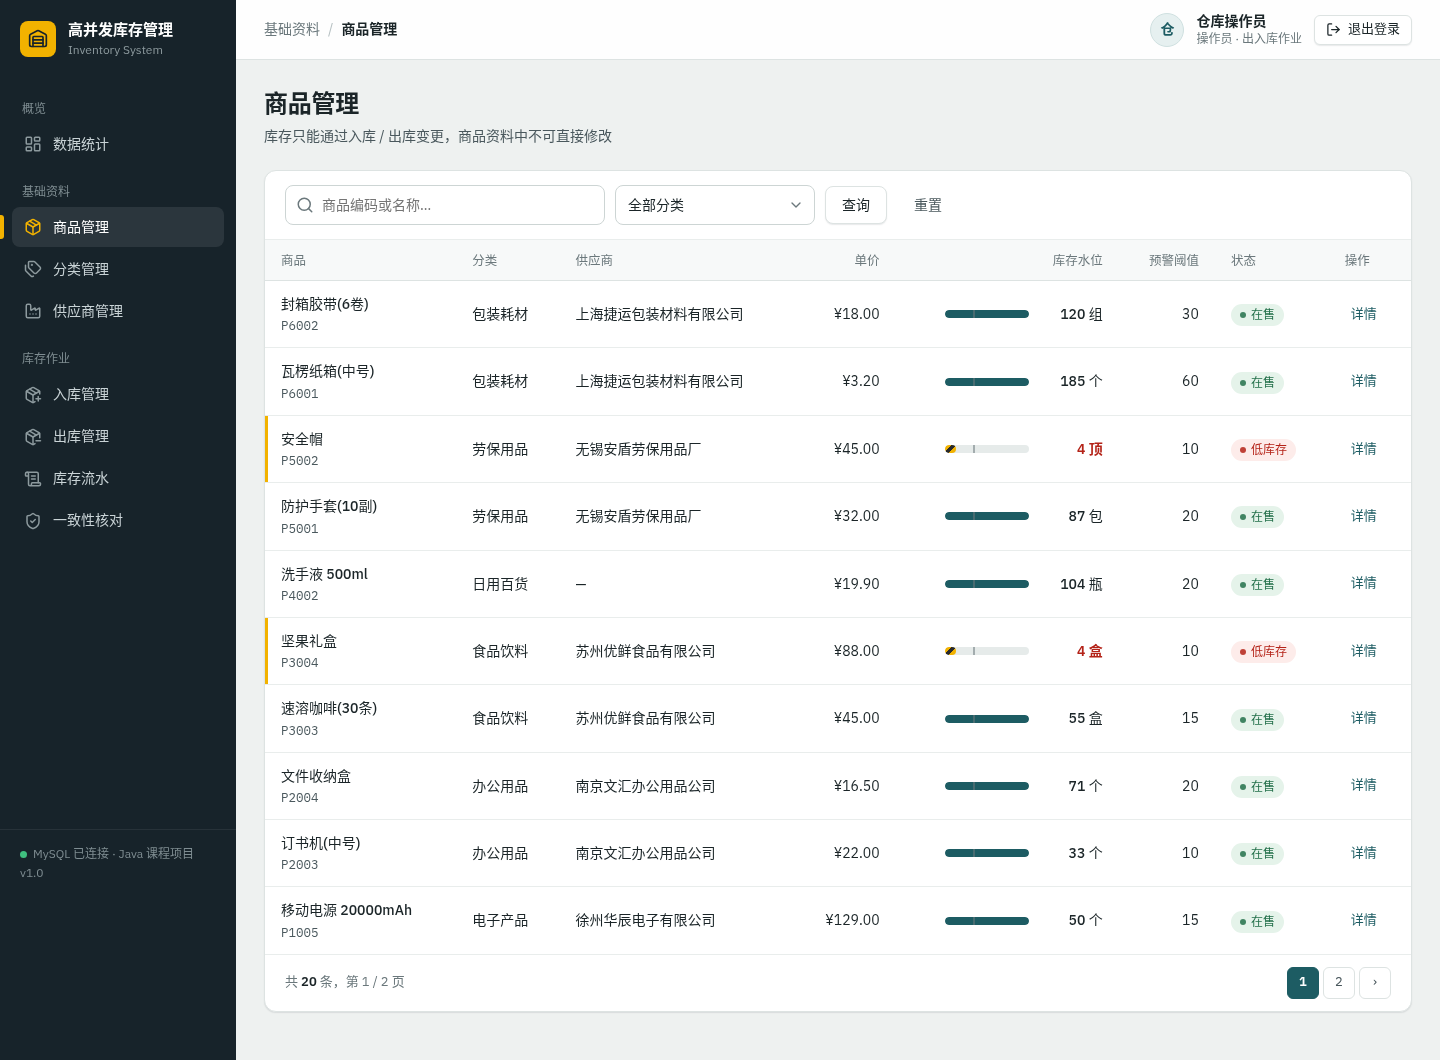 高并发库存管理
Inventory System
概览
数据统计
基础资料
商品管理
分类管理
供应商管理
库存作业
入库管理
出库管理
库存流水
一致性核对
MySQL 已连接 · Java 课程项目
v1.0
基础资料 / 商品管理
仓
仓库操作员
操作员 · 出入库作业
退出登录
商品管理
库存只能通过入库 / 出库变更，商品资料中不可直接修改
商品编码或名称… 全部分类 查询 重置
商品 分类 供应商 单价 库存水位 预警阈值 状态 操作
封箱胶带(6卷)
P6002
包装耗材 上海捷运包装材料有限公司 ¥18.00 120 组 30 在售 详情
瓦楞纸箱(中号)
P6001
包装耗材 上海捷运包装材料有限公司 ¥3.20 185 个 60 在售 详情
安全帽
P5002
劳保用品 无锡安盾劳保用品厂 ¥45.00 4 顶 10 低库存 详情
防护手套(10副)
P5001
劳保用品 无锡安盾劳保用品厂 ¥32.00 87 包 20 在售 详情
洗手液 500ml
P4002
日用百货 — ¥19.90 104 瓶 20 在售 详情
坚果礼盒
P3004
食品饮料 苏州优鲜食品有限公司 ¥88.00 4 盒 10 低库存 详情
速溶咖啡(30条)
P3003
食品饮料 苏州优鲜食品有限公司 ¥45.00 55 盒 15 在售 详情
文件收纳盒
P2004
办公用品 南京文汇办公用品公司 ¥16.50 71 个 20 在售 详情
订书机(中号)
P2003
办公用品 南京文汇办公用品公司 ¥22.00 33 个 10 在售 详情
移动电源 20000mAh
P1005
电子产品 徐州华辰电子有限公司 ¥129.00 50 个 15 在售 详情
共 20 条，第 1 / 2 页
1 2 ›